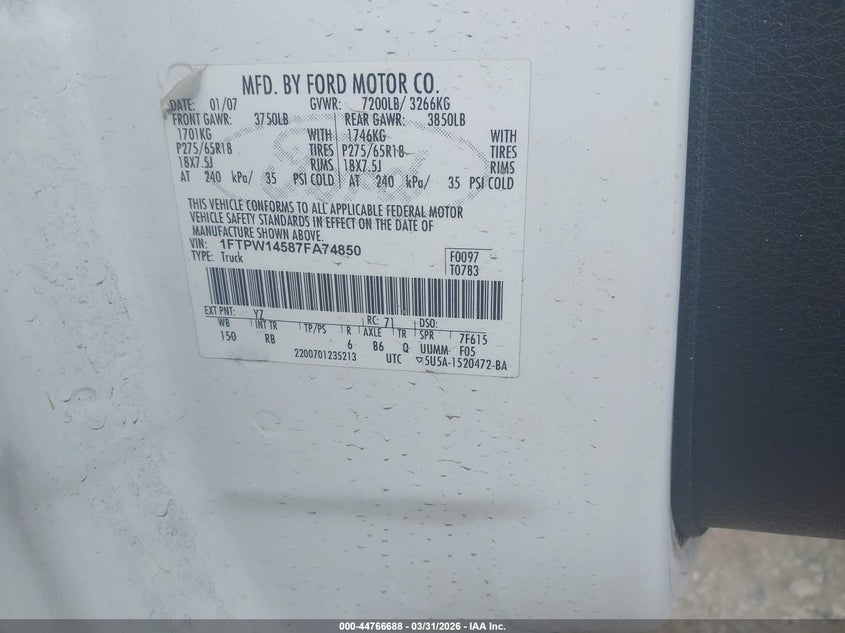 MFD. BY FORD MOTOR CO.
DATE: 01/07 GVWR: 7200LB/ 3266KG
FRONT GAWR: 3750LB REAR GAWR: 3850LB
1701KG WITH 1746KG WITH
P275/65R18 TIRES P275/65R18 TIRES
18X7.5J RIMS 18X7.5J RIMS
AT 240 kPa/ 35 PSI COLD AT 240 kPa/ 35 PSI COLD
Ford
THIS VEHICLE CONFORMS TO ALL APPLICABLE FEDERAL MOTOR
VEHICLE SAFETY STANDARDS IN EFFECT ON THE DATE OF
MANUFACTURE SHOWN ABOVE.
VIN: 1FTPW14587FA74850
TYPE: Truck
F0097
T0783
EXT PNT: YZ RC: 71 DSO:
WB INT TR TP/PS R AXLE TR SPR 7F615
150 RB 6 B6 Q UUMM F05
2200701235213 UTC ▽5U5A-1520472-BA
000-44766688 - 03/31/2026 - IAA Inc.